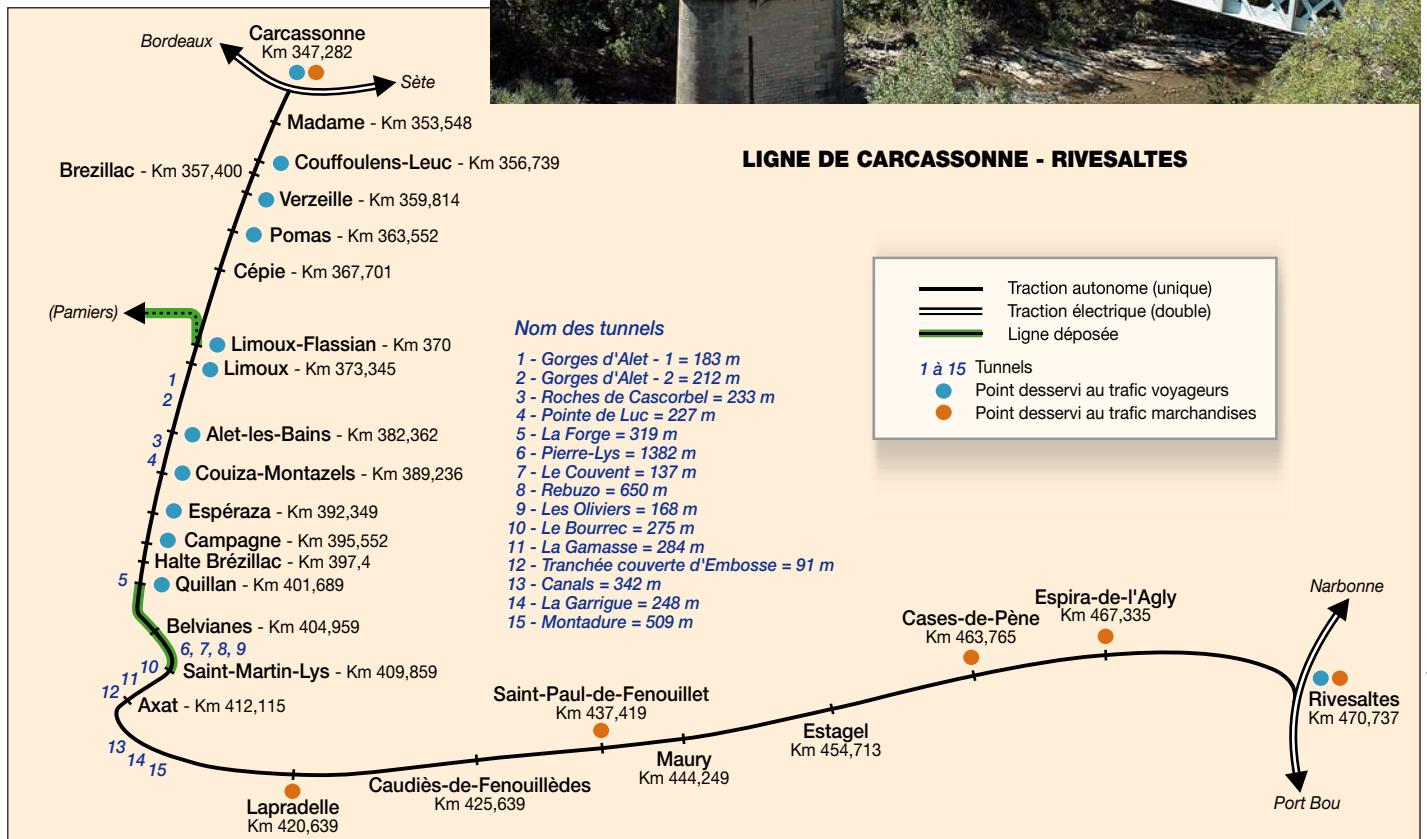 LIGNE DE CARCASSONNE - RIVESALTES
Bordeaux
Carcassonne
Km 347,282
Sète
Madame - Km 353,548
Couffoulens-Leuc - Km 356,739
Brezillac - Km 357,400
Verzeille - Km 359,814
Pomas - Km 363,552
Cépie - Km 367,701
(Pamiers)
Limoux-Flassian - Km 370
Limoux - Km 373,345
1
2
Alet-les-Bains - Km 382,362
3
4
Couiza-Montazels - Km 389,236
Espéraza - Km 392,349
Campagne - Km 395,552
Halte Brézillac - Km 397,4
5
Quillan - Km 401,689
Belvianes - Km 404,959
6, 7, 8, 9
Saint-Martin-Lys - Km 409,859
10
11
12
Axat - Km 412,115
13
14
15
Lapradelle
Km 420,639
Caudiès-de-Fenouillèdes
Km 425,639
Saint-Paul-de-Fenouillet
Km 437,419
Maury
Km 444,249
Estagel
Km 454,713
Cases-de-Pène
Km 463,765
Espira-de-l'Agly
Km 467,335
Narbonne
Rivesaltes
Km 470,737
Port Bou
Nom des tunnels
1 - Gorges d'Alet - 1 = 183 m
2 - Gorges d'Alet - 2 = 212 m
3 - Roches de Cascorbel = 233 m
4 - Pointe de Luc = 227 m
5 - La Forge = 319 m
6 - Pierre-Lys = 1382 m
7 - Le Couvent = 137 m
8 - Rebuzo = 650 m
9 - Les Oliviers = 168 m
10 - Le Bourrec = 275 m
11 - La Gamasse = 284 m
12 - Tranchée couverte d'Embosse = 91 m
13 - Canals = 342 m
14 - La Garrigue = 248 m
15 - Montadure = 509 m
Traction autonome (unique)
Traction électrique (double)
Ligne déposée
1 à 15 Tunnels
Point desservi au trafic voyageurs
Point desservi au trafic marchandises